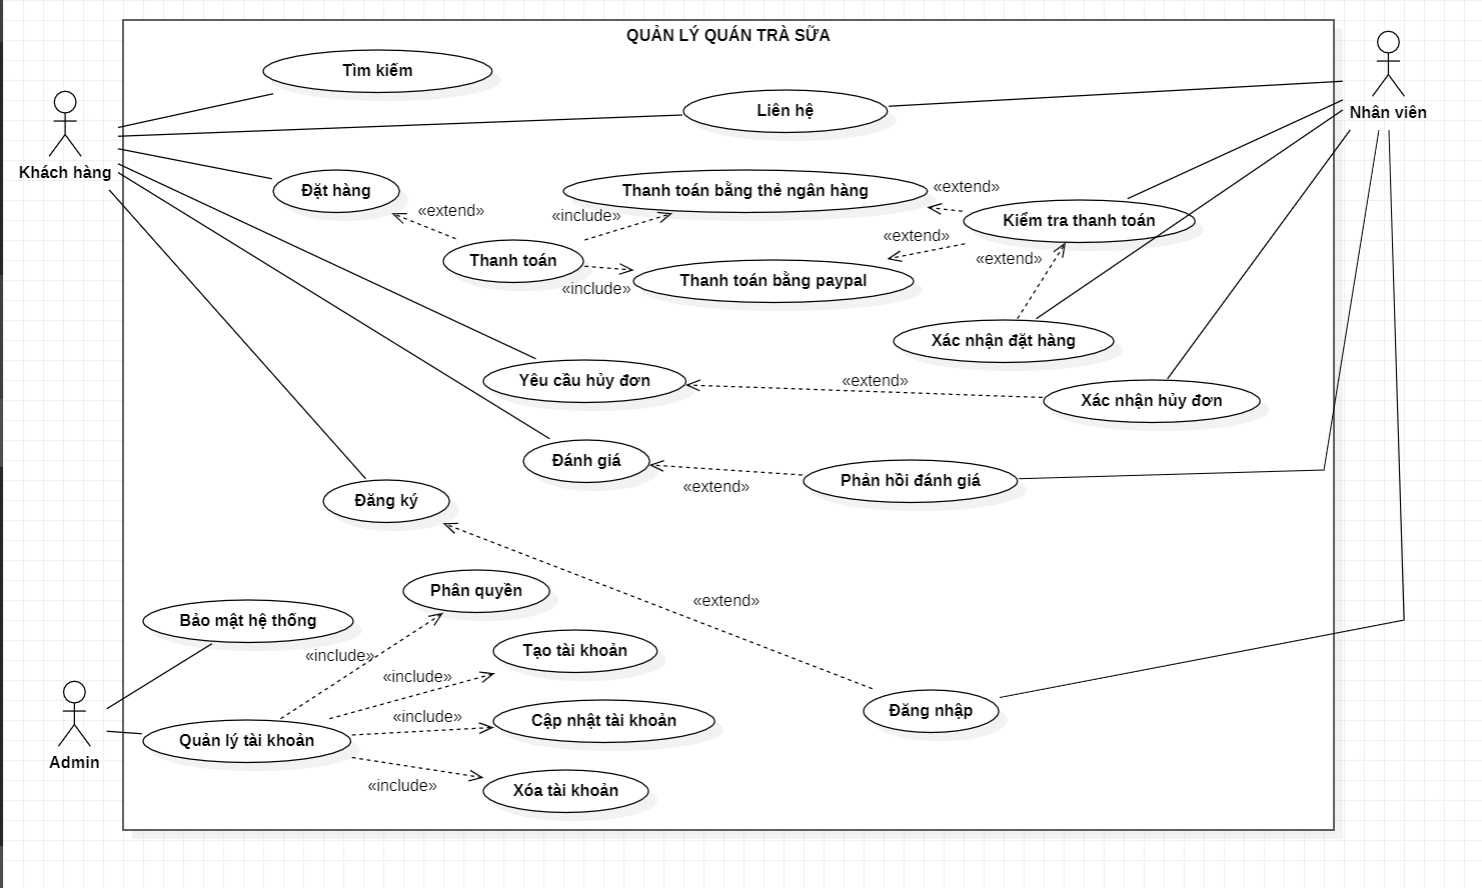 QUẢN LÝ QUÁN TRÀ SỮA
Tìm kiếm
Liên hệ
Nhân viên
Khách hàng
Đặt hàng
«extend»
Thanh toán bằng thẻ ngân hàng
«extend»
«include»
Kiểm tra thanh toán
«extend»
Thanh toán
«extend»
Thanh toán bằng paypal
«include»
Xác nhận đặt hàng
Yêu cầu hủy đơn
«extend»
Xác nhận hủy đơn
Đánh giá
Phản hồi đánh giá
«extend»
Đăng ký
Phân quyền
«extend»
Bảo mật hệ thống
«include»
Tạo tài khoản
«include»
Đăng nhập
«include»
Cập nhật tài khoản
Quản lý tài khoản
Admin
«include»
Xóa tài khoản